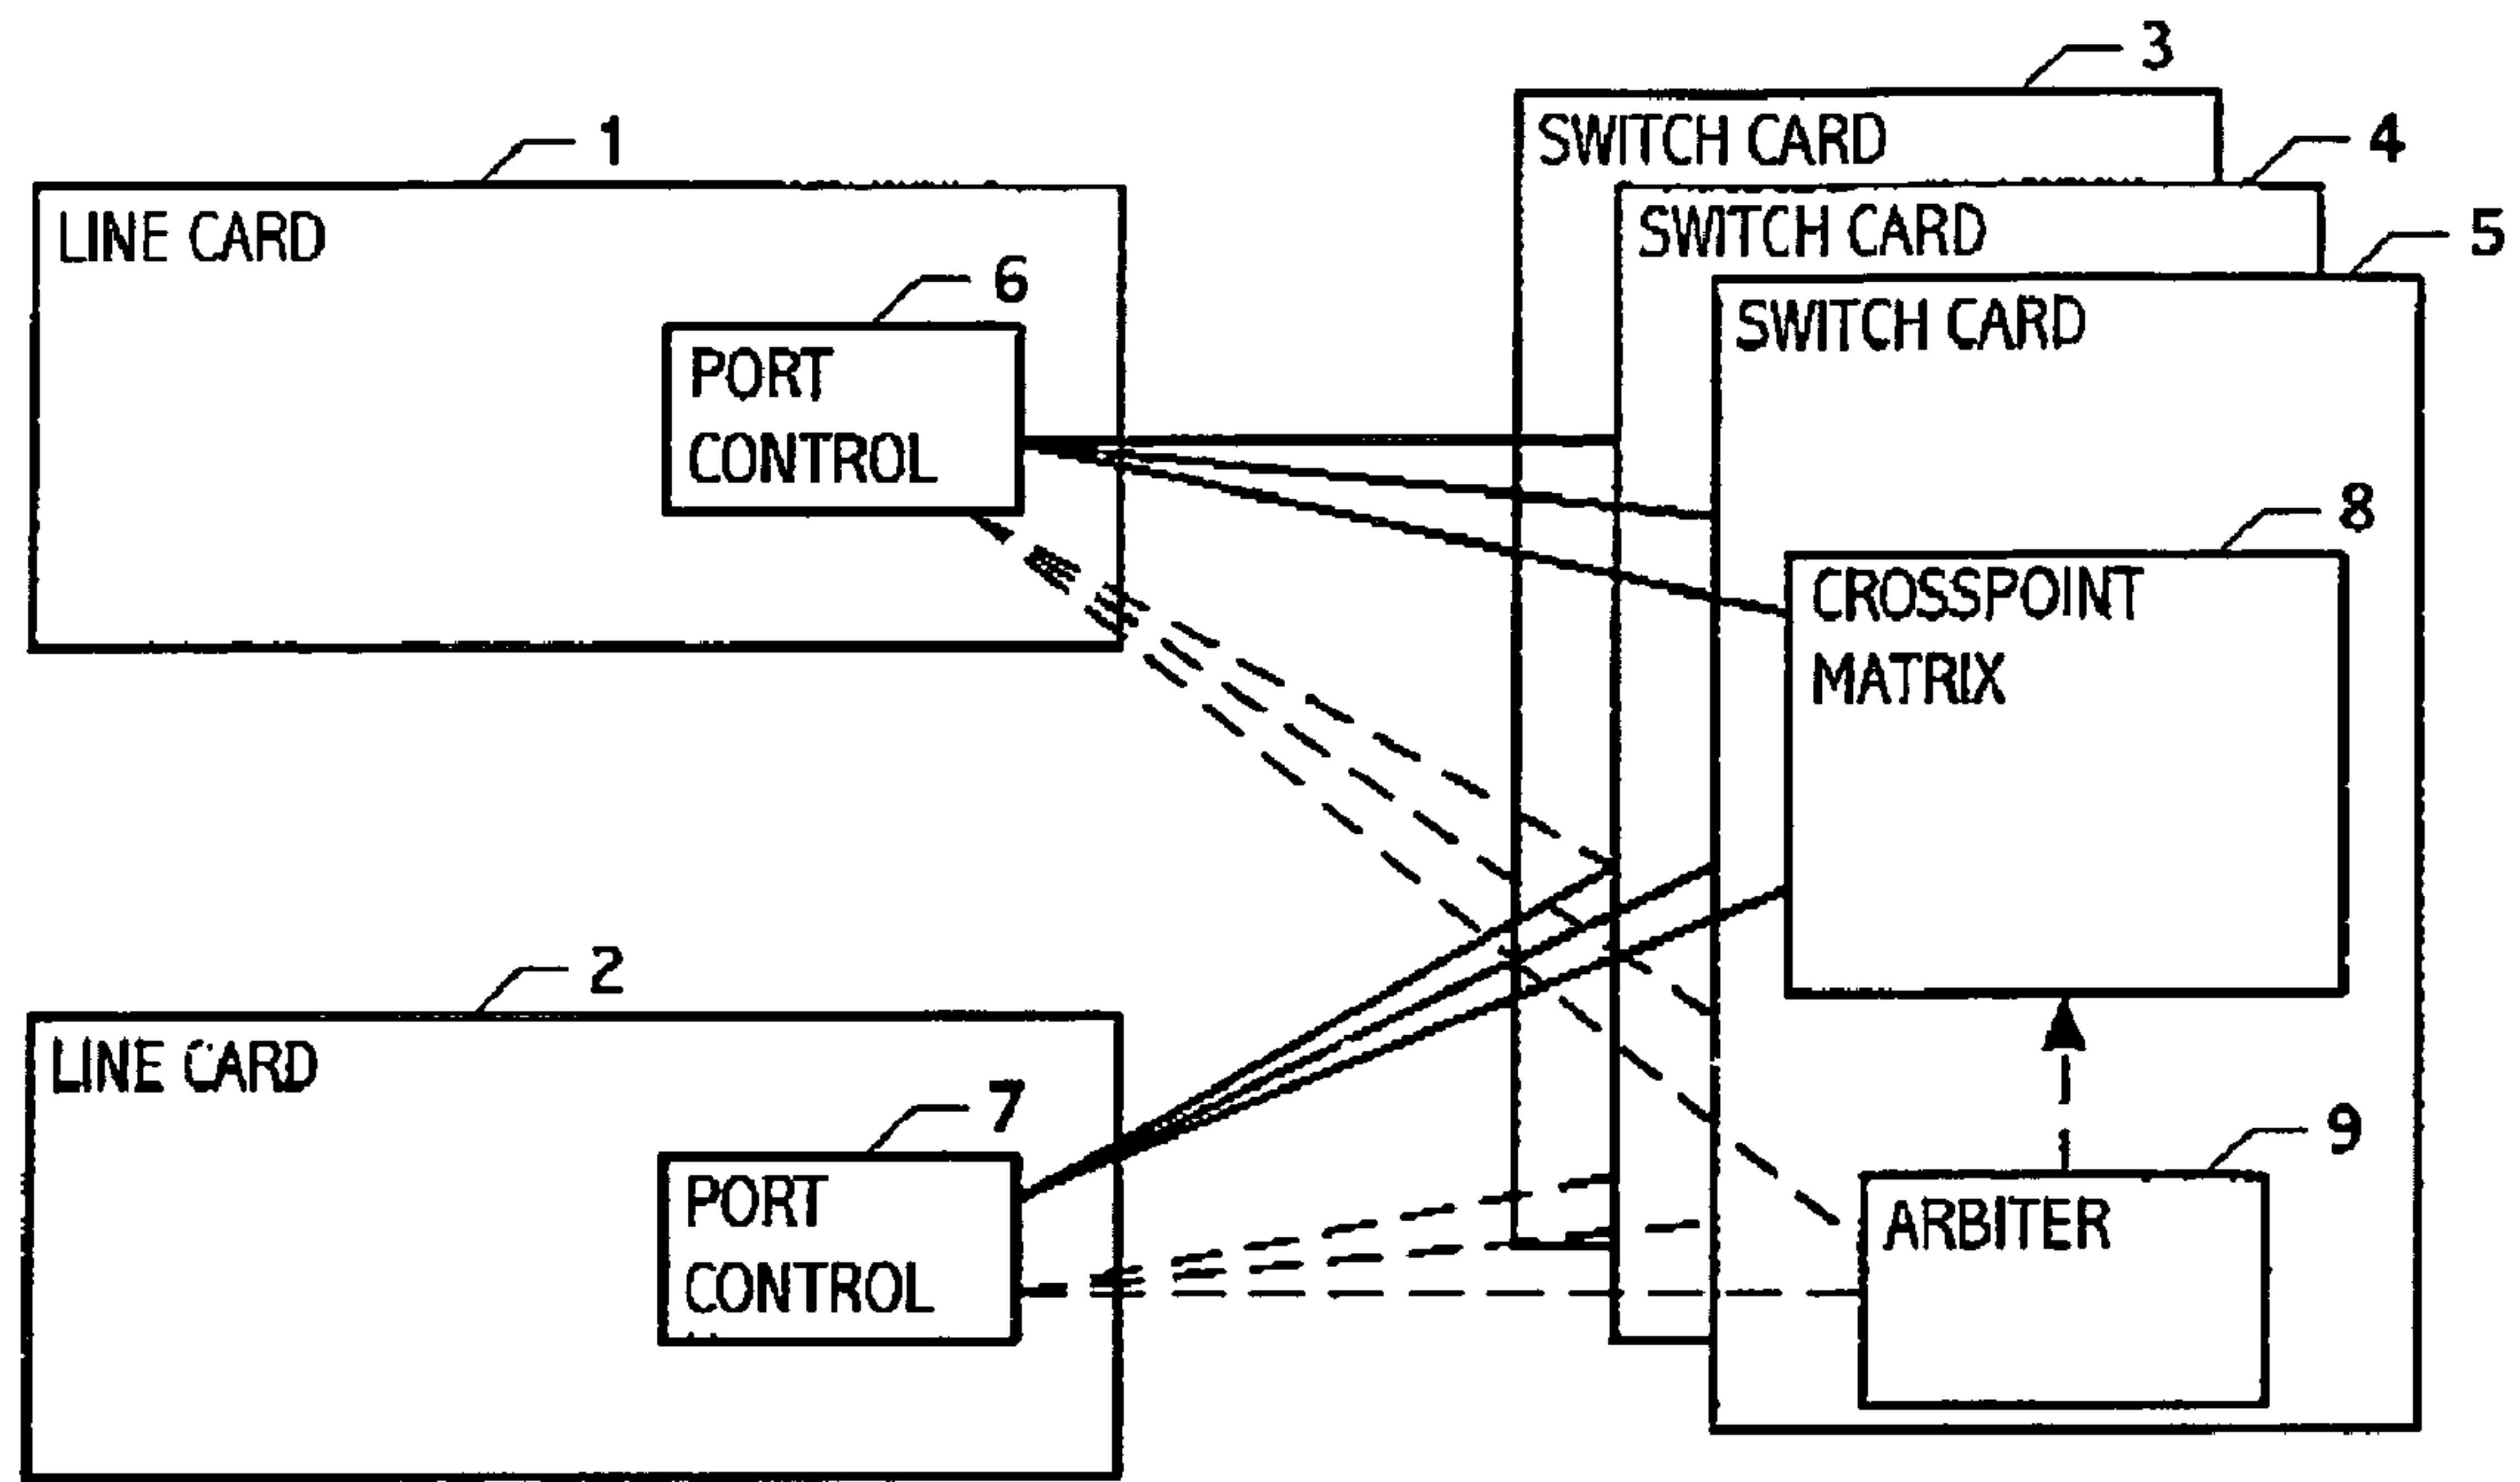 3
SWITCH CARD
4
SWITCH CARD
5
SWITCH CARD
1
LINE CARD
6
PORT
CONTROL
8
CROSSPOINT
MATRIX
2
LINE CARD
7
PORT
CONTROL
9
ARBITER